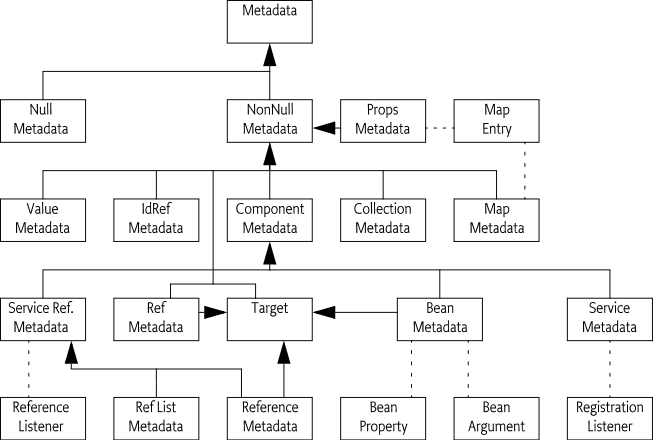 Metadata
Null
Metadata
NonNull
Metadata
Props
Metadata
Map
Entry
Value
Metadata
IdRef
Metadata
Component
Metadata
Collection
Metadata
Map
Metadata
Service Ref.
Metadata
Ref
Metadata
Target
Bean
Metadata
Service
Metadata
Reference
Listener
Ref List
Metadata
Reference
Metadata
Bean
Property
Bean
Argument
Registration
Listener